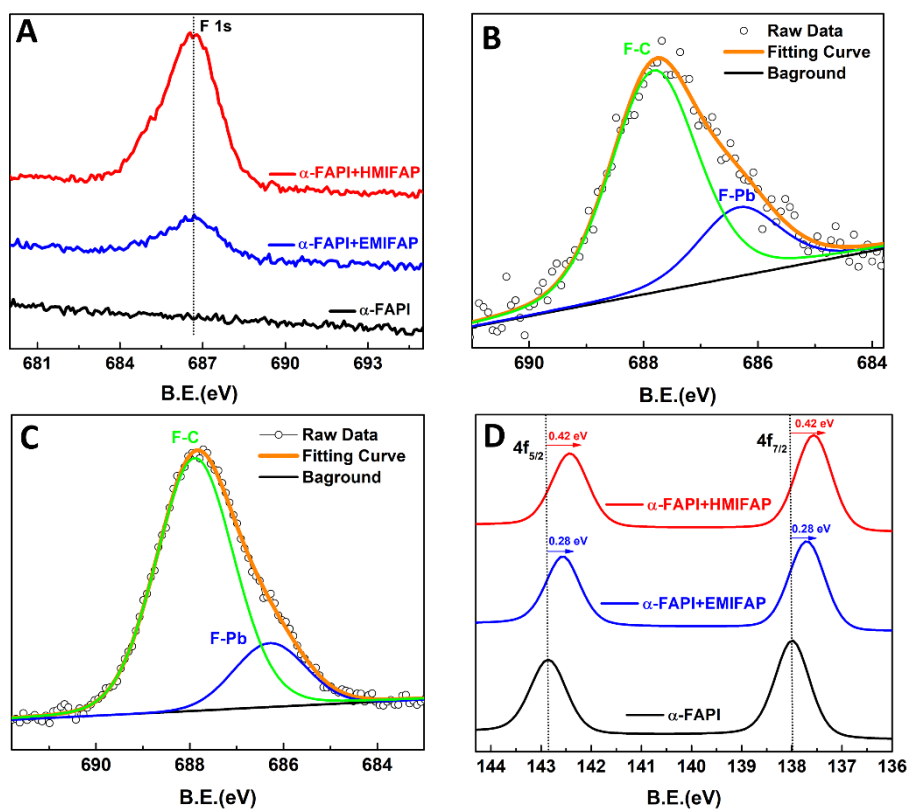 A
F 1s
α-FAPI+HMIFAP
α-FAPI+EMIFAP
α-FAPI
681 684 687 690 693
B.E.(eV)
B
F-C
Raw Data
Fitting Curve
Baground
F-Pb
690 688 686 684
B.E.(eV)
C
F-C
Raw Data
Fitting Curve
Baground
F-Pb
690 688 686 684
B.E.(eV)
D
0.42 eV
0.42 eV
4f5/2
4f7/2
α-FAPI+HMIFAP
0.28 eV
0.28 eV
α-FAPI+EMIFAP
α-FAPI
144 143 142 141 140 139 138 137 136
B.E.(eV)